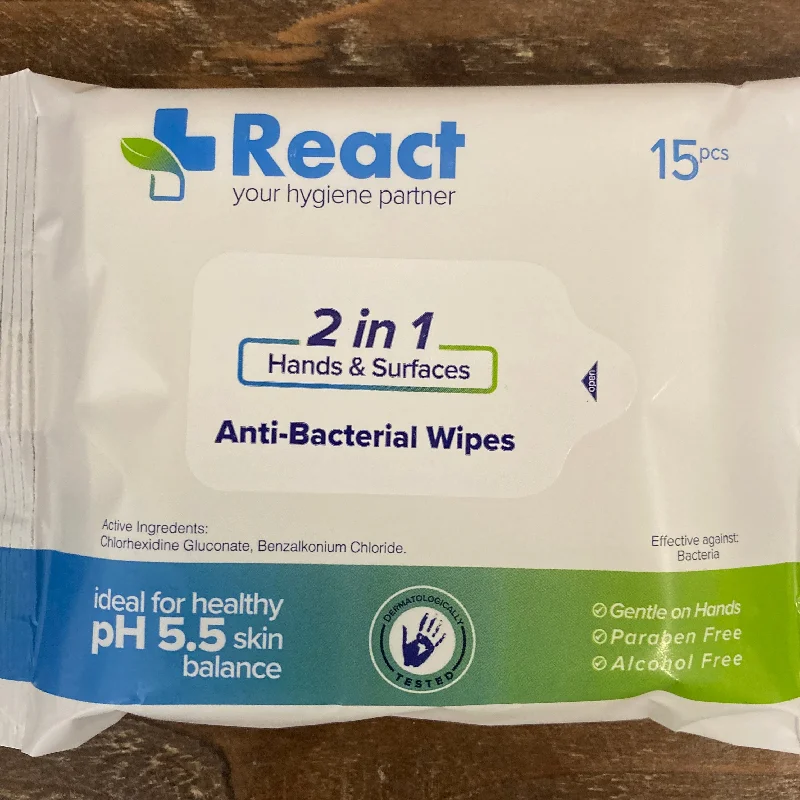 React
your hygiene partner
15pcs
2 in 1
Hands & Surfaces
open
Anti-Bacterial Wipes
Active Ingredients:
Chlorhexidine Gluconate, Benzalkonium Chloride.
Effective against:
Bacteria
ideal for healthy
pH 5.5 skin
balance
DERMATOLOGICALLY
TESTED
Gentle on Hands
Paraben Free
Alcohol Free